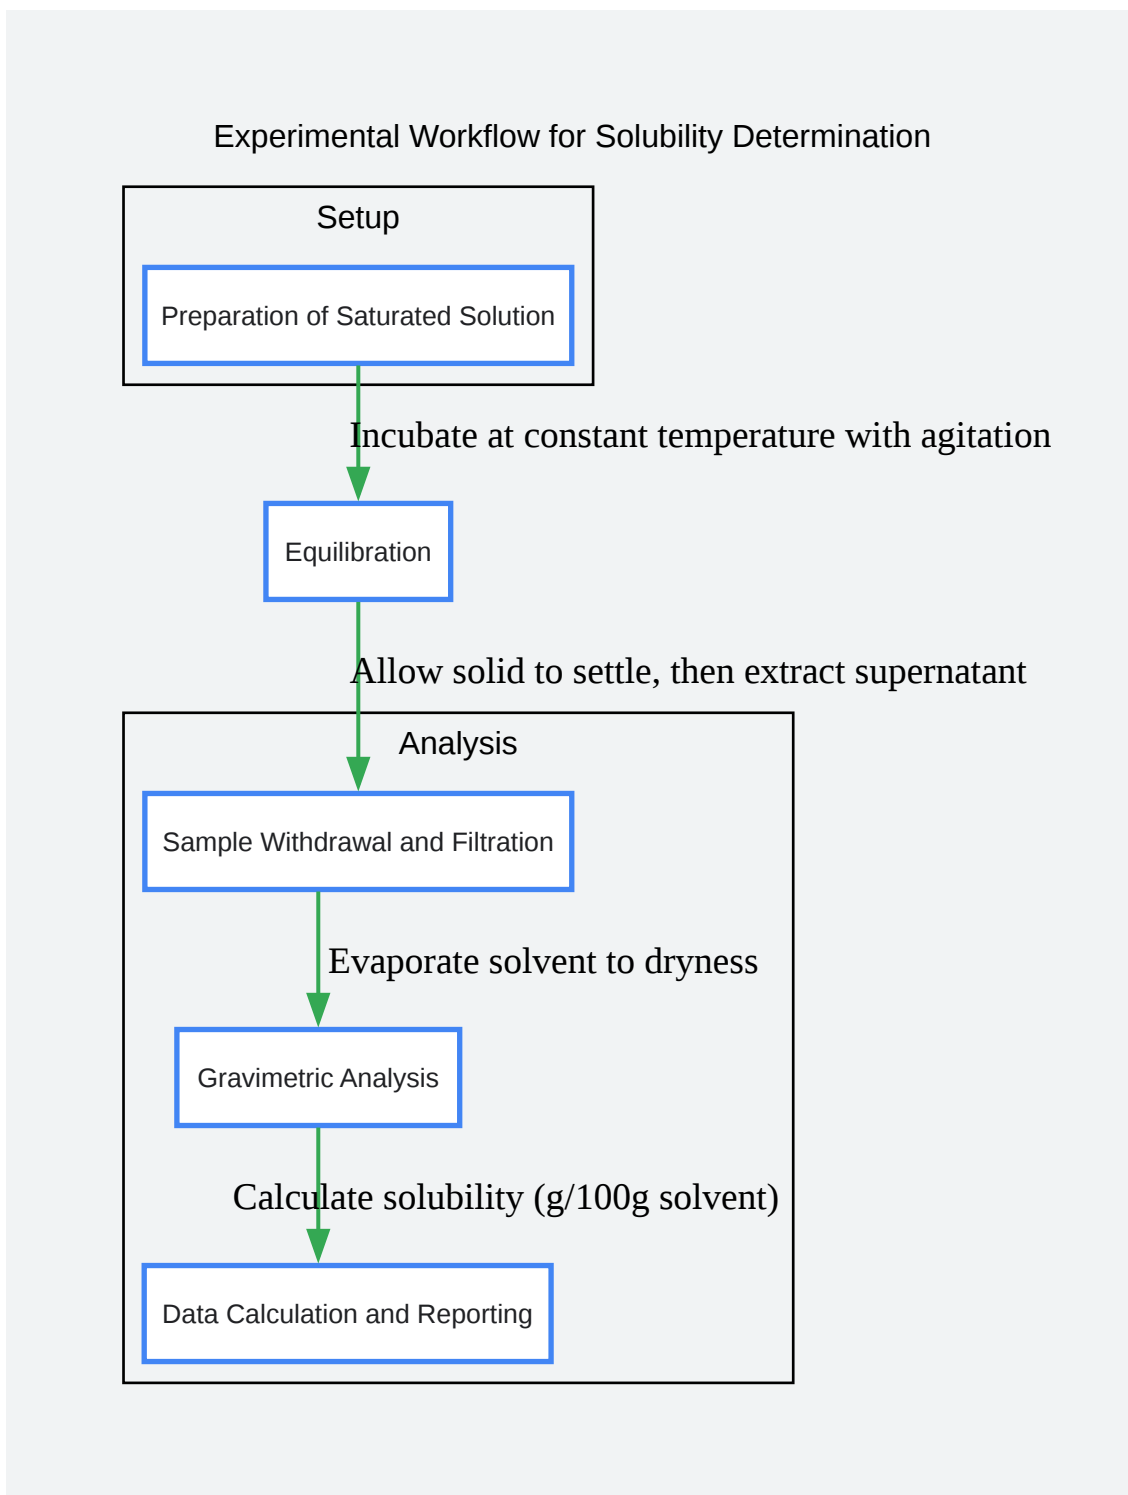 Experimental Workflow for Solubility Determination
Setup
Preparation of Saturated Solution
Incubate at constant temperature with agitation
Equilibration
Allow solid to settle, then extract supernatant
Analysis
Sample Withdrawal and Filtration
Evaporate solvent to dryness
Gravimetric Analysis
Calculate solubility (g/100g solvent)
Data Calculation and Reporting